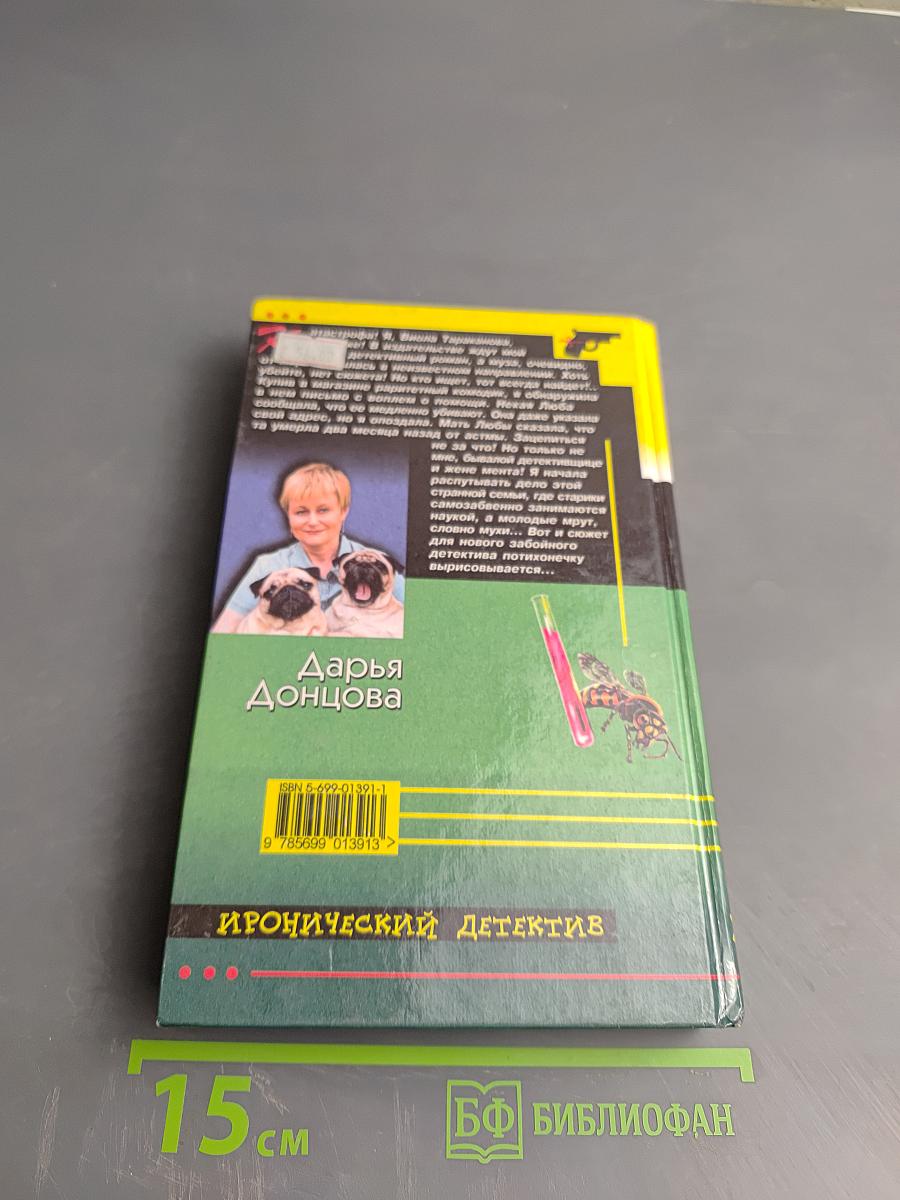 Катастрофа! Я, Виола Тараканова,
В издательстве ждут мой
детективный роман, а муза, очевидно,
в неизвестном направлении. Хоть
убейте, нет сюжета! Но кто ищет, тот всегда найдет!..
Купив в магазине раритетный комодик, я обнаружила
в нем письмо с воплем о помощи. Некая Люба
сообщала, что ее медленно убивают. Она даже указала
свой адрес, но я опоздала. Мать Любы сказала, что
та умерла два месяца назад от астмы. Зацепиться
не за что! Но только не
мне, бывалой детективщице
и жене мента! Я начала
распутывать дело этой
странной семьи, где старики
самозабвенно занимаются
наукой, а молодые мрут,
словно мухи... Вот и сюжет
для нового забойного
детектива потихонечку
вырисовывается...
Дарья
Донцова
ISBN 5-699-01391-1
9 785699 013913 >
ИРОНИЧЕСКИЙ ДЕТЕКТИВ
15 см
БФ БИБЛИОФАН